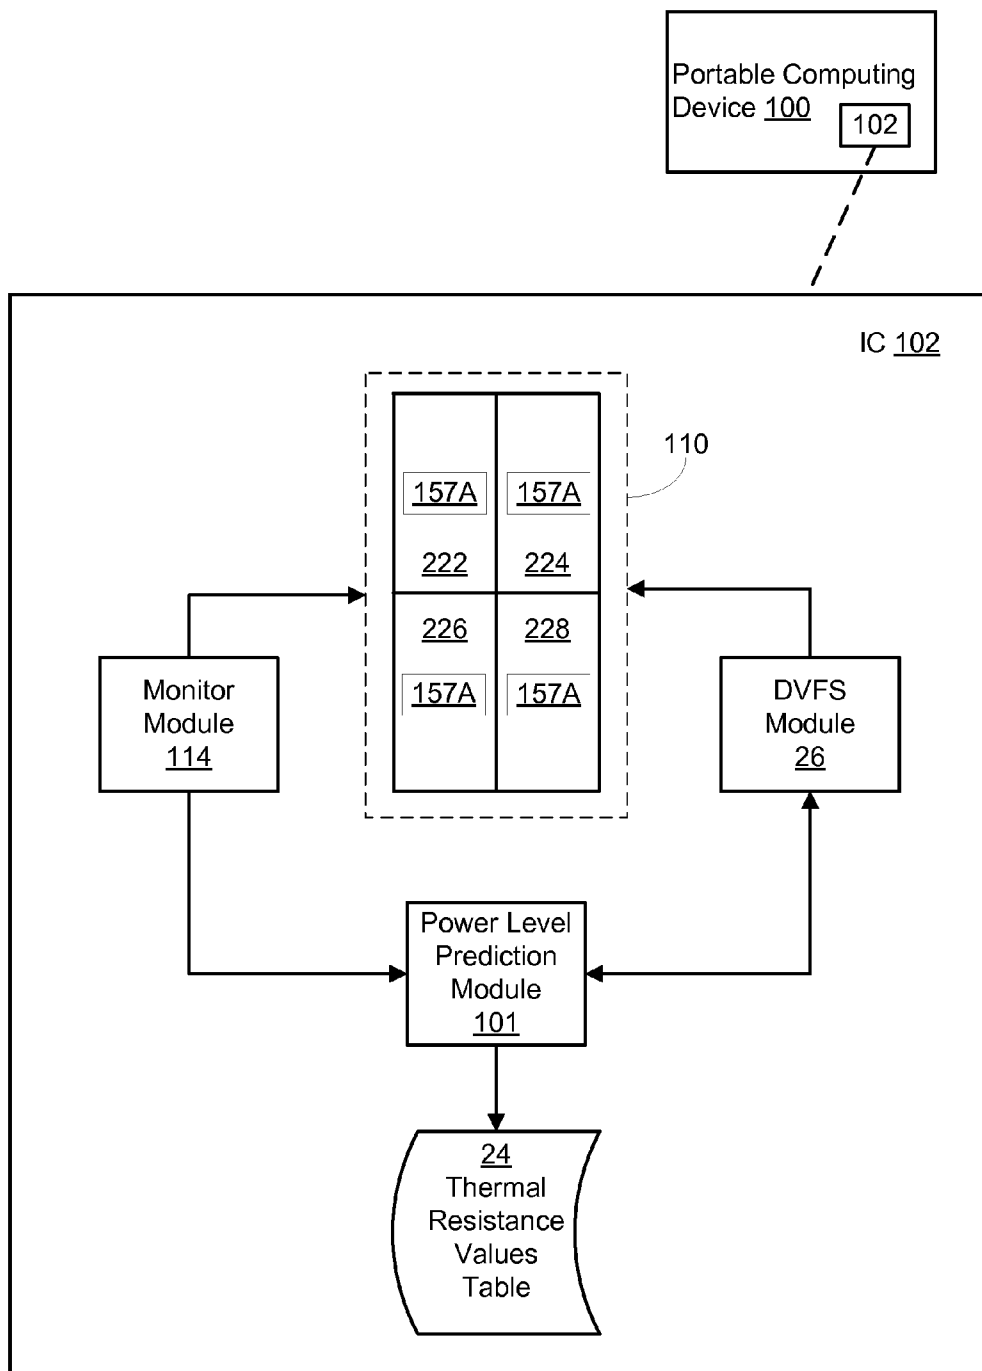 Portable Computing
Device 100
102
IC 102
110
157A 157A
222 224
226 228
157A 157A
Monitor
Module
114
DVFS
Module
26
Power Level
Prediction
Module
101
24
Thermal
Resistance
Values
Table